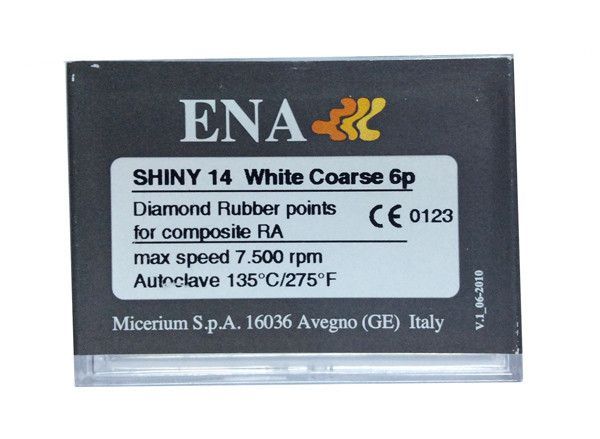 ENA
SHINY 14 White Coarse 6p
Diamond Rubber points
for composite RA
CE 0123
max speed 7.500 rpm
Autoclave 135°C/275°F
Micerium S.p.A. 16036 Avegno (GE) Italy
V.1_06-2010